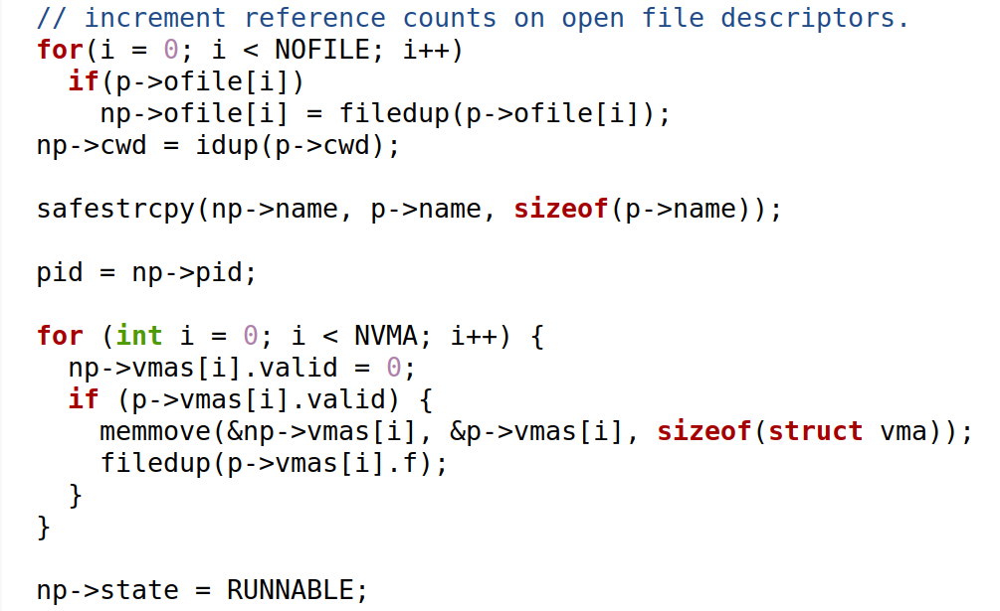 // increment reference counts on open file descriptors.
for(i = 0; i < NOFILE; i++)
  if(p->ofile[i])
    np->ofile[i] = filedup(p->ofile[i]);
np->cwd = idup(p->cwd);

safestrcpy(np->name, p->name, sizeof(p->name));

pid = np->pid;

for (int i = 0; i < NVMA; i++) {
  np->vmas[i].valid = 0;
  if (p->vmas[i].valid) {
    memmove(&np->vmas[i], &p->vmas[i], sizeof(struct vma));
    filedup(p->vmas[i].f);
  }
}

np->state = RUNNABLE;